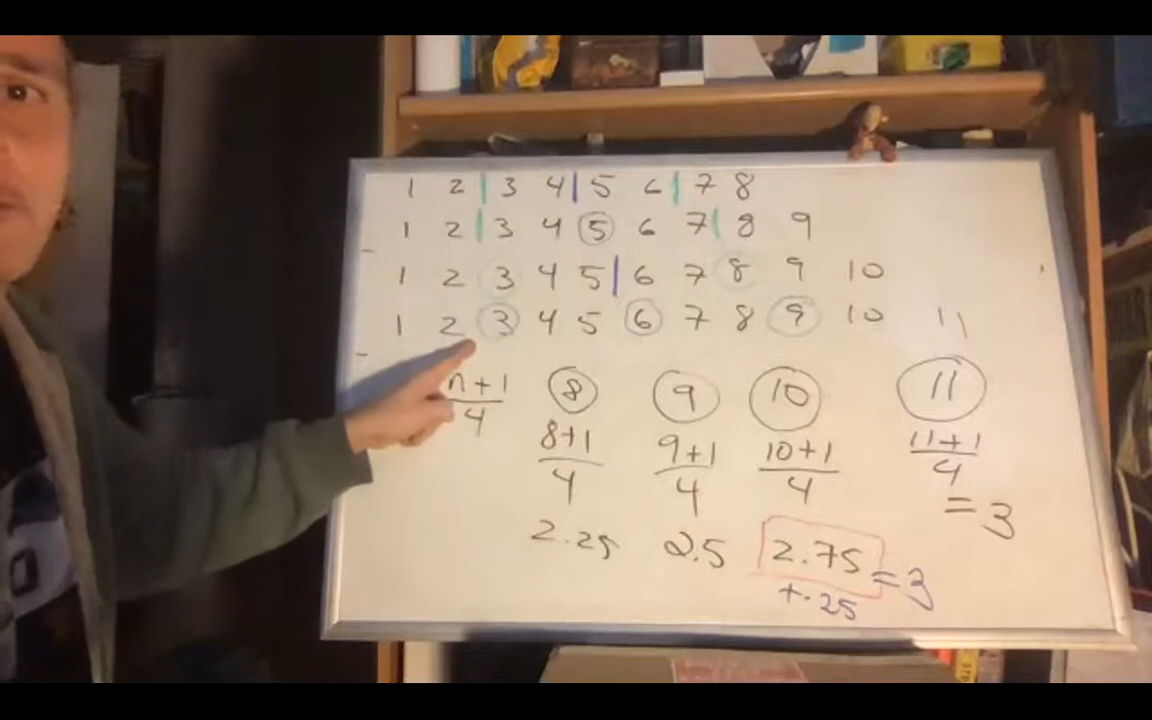 1 2 | 3 4 | 5 6 | 7 8
1 2 | 3 4 5 6 7 | 8 9
1 2 3 4 5 | 6 7 8 9 10
1 2 3 4 5 6 7 8 9 10 11
n+1 8 9 10 11
4 8+1 9+1 10+1 11+1
4 4 4 4
2.25 2.5 2.75 = 3 = 3
+.25